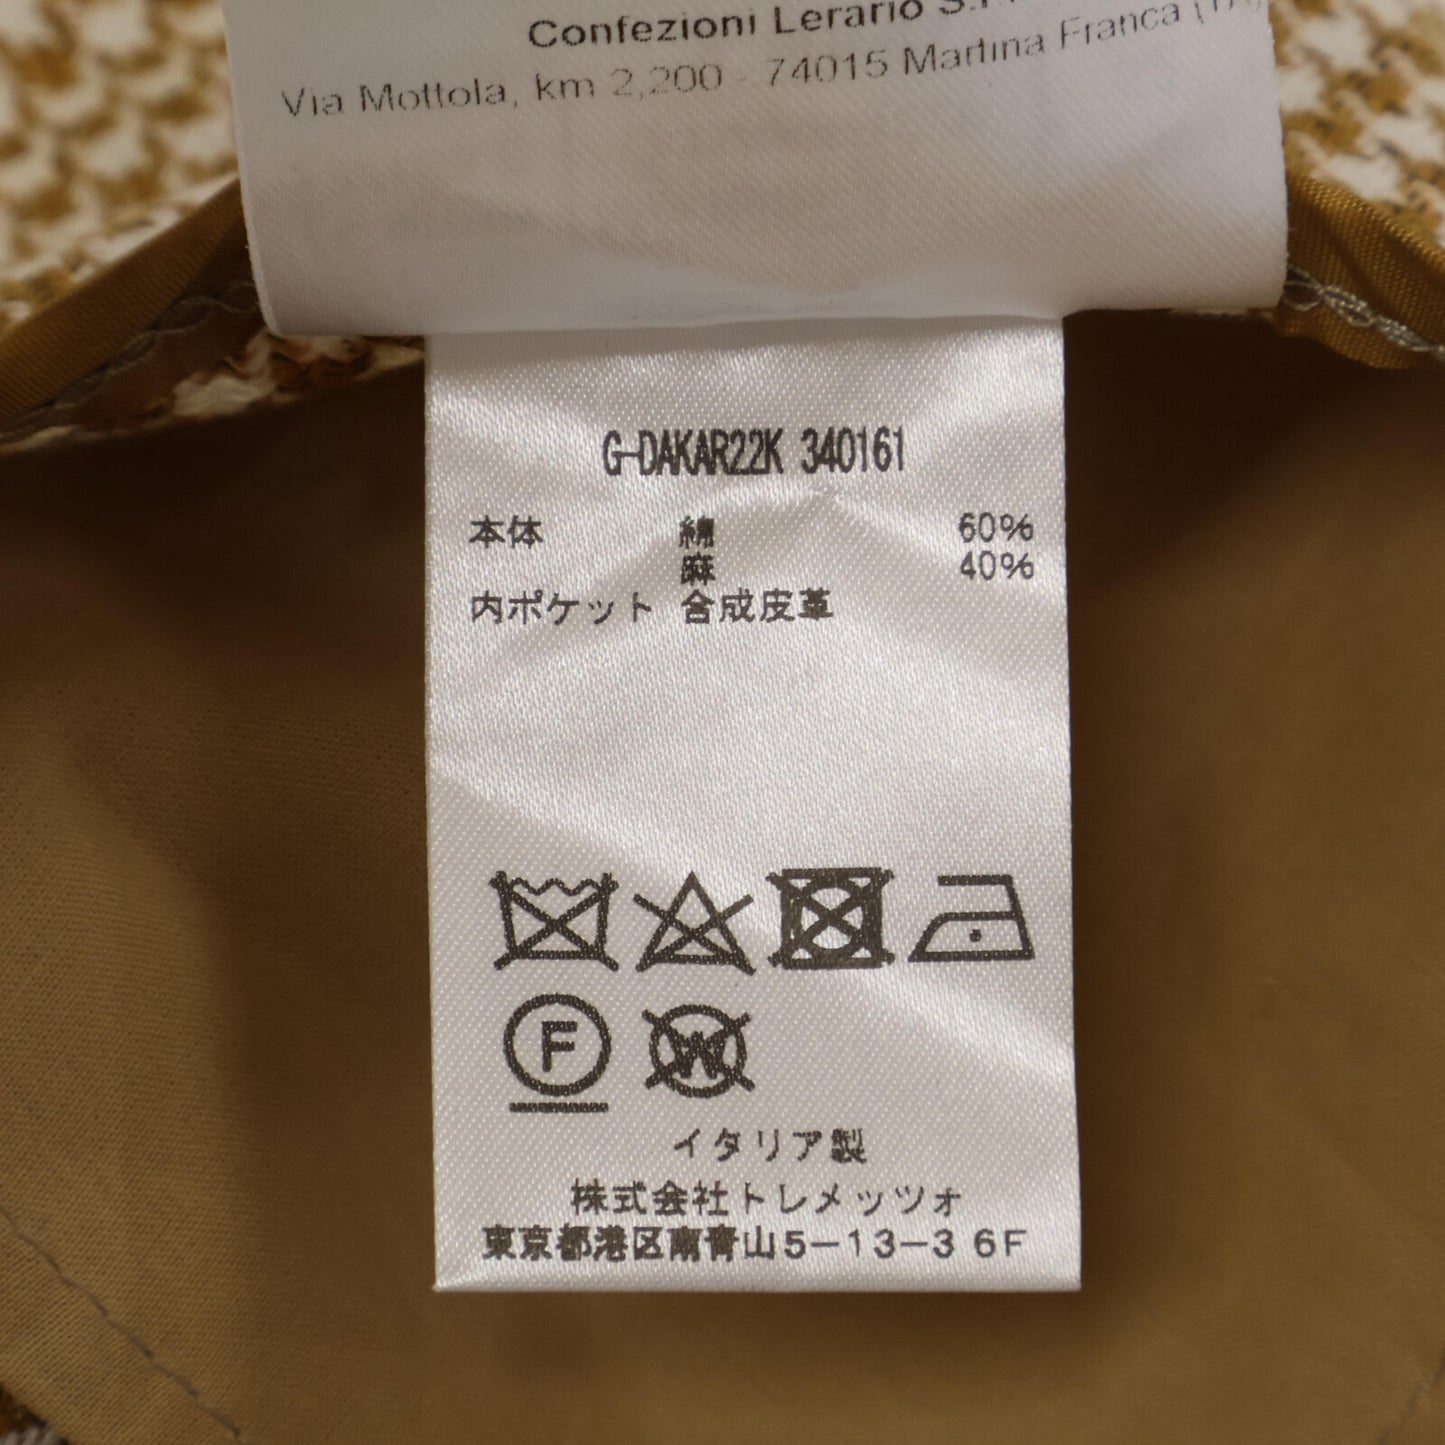 Confezioni Lerario
Via Mottola, km 2,200 - 74015 Martina Franca
G-DAKAR22K 340161
本体 綿 60%
麻 40%
内ポケット 合成皮革
F
W
イタリア製
株式会社トレメッツォ
東京都港区南青山5-13-3 6F